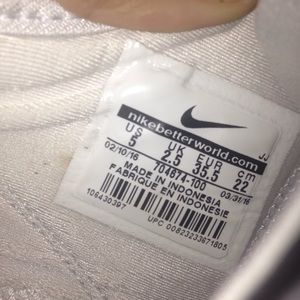 nikebetterworld.com
JJ
US UK EUR cm
5 2.5 35.5 22
02/10/16 03/31/16
704674-100
MADE IN INDONESIA
FABRIQUE EN INDONESIE
106430397
UPC 00823233671805